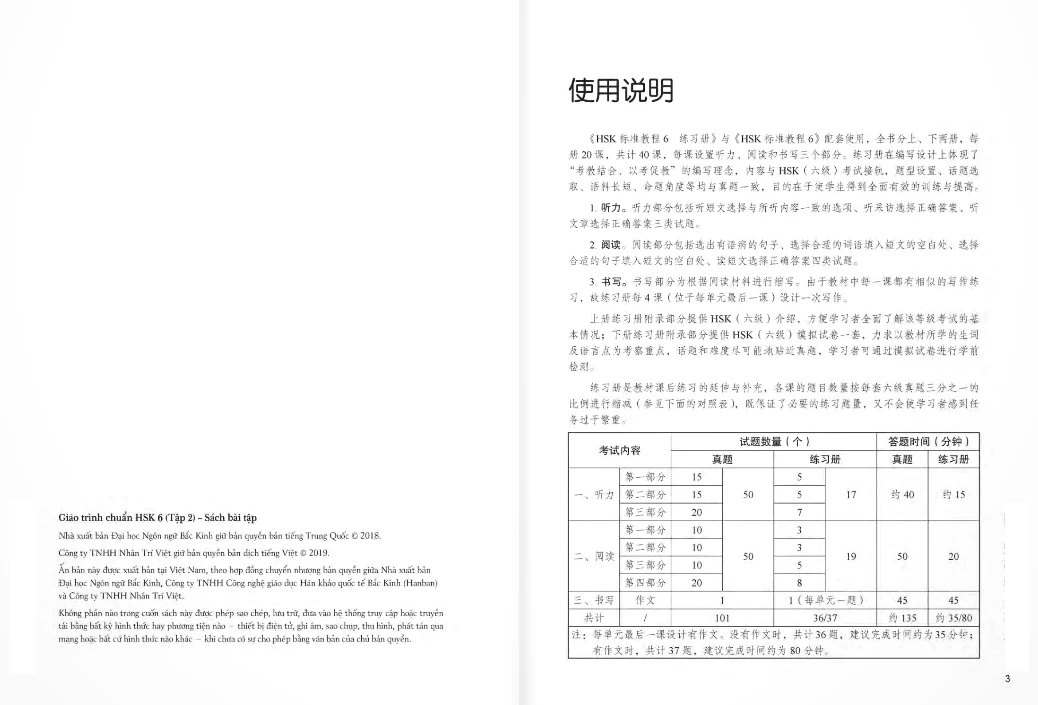 Giáo trình chuẩn HSK 6 (Tập 2) – Sách bài tập
Nhà xuất bản Đại học Ngôn ngữ Bắc Kinh giữ bản quyền bản tiếng Trung Quốc © 2018.
Công ty TNHH Nhân Trí Việt giữ bản quyền bản dịch tiếng Việt © 2019.
Ấn bản này được xuất bản tại Việt Nam, theo hợp đồng chuyển nhượng bản quyền giữa Nhà xuất bản
Đại học Ngôn ngữ Bắc Kinh, Công ty TNHH Công nghệ giáo dục Hán khảo quốc tế Bắc Kinh (Hanban)
và Công ty TNHH Nhân Trí Việt.
Không phần nào trong cuốn sách này được phép sao chép, lưu trữ, đưa vào hệ thống truy cập hoặc truyền
tải bằng bất kỳ hình thức hay phương tiện nào – thiết bị điện tử, ghi âm, sao chụp, thu hình, phát tán qua
mạng hoặc bất cứ hình thức nào khác – khi chưa có sự cho phép bằng văn bản của chủ bản quyền.
使用说明
《HSK 标准教程 6 练习册》与《HSK 标准教程 6》配套使用，全书分上、下两册，每
册 20 课，共计 40 课，每课设置听力、阅读和书写三个部分。练习册在编写设计上体现了
“考教结合、以考促教”的编写理念，内容与 HSK（六级）考试接轨，题型设置、话题选
取、语料长短、命题角度等均与真题一致，目的在于使学生得到全面有效的训练与提高。
1. 听力。听力部分包括听短文选择与所听内容一致的选项、听采访选择正确答案、听
文章选择正确答案三类试题。
2. 阅读。阅读部分包括选出有语病的句子、选择合适的词语填入短文的空白处、选择
合适的句子填入短文的空白处、读短文选择正确答案四类试题。
3. 书写。书写部分为根据阅读材料进行缩写。由于教材中每一课都有相似的写作练
习，故练习册每 4 课（位于每单元最后一课）设计一次写作。
上册练习册附录部分提供 HSK（六级）介绍，方便学习者全面了解该等级考试的基
本情况；下册练习册附录部分提供 HSK（六级）模拟试卷一套，力求以教材所学的生词
及语言点为考察重点，话题和难度尽可能地贴近真题，学习者可通过模拟试卷进行学前
检测。
练习册是教材课后练习的延伸与补充，各课的题目数量按每套六级真题三分之一的
比例进行缩减（参见下面的对照表），既保证了必要的练习题量，又不会使学习者感到任
务过于繁重。
考试内容 试题数量（个） 答题时间（分钟）
真题 练习册 真题 练习册
一、听力 第一部分 15 50 5 17 约 40 约 15
第二部分 15 5
第三部分 20 7
二、阅读 第一部分 10 50 3 19 50 20
第二部分 10 3
第三部分 10 5
第四部分 20 8
三、书写 作文 1 1（每单元一题） 45 45
共计 / 101 36/37 约 135 约 35/80
注：每单元最后一课设计有作文。没有作文时，共计 36 题，建议完成时间约为 35 分钟；
有作文时，共计 37 题，建议完成时间约为 80 分钟。
3